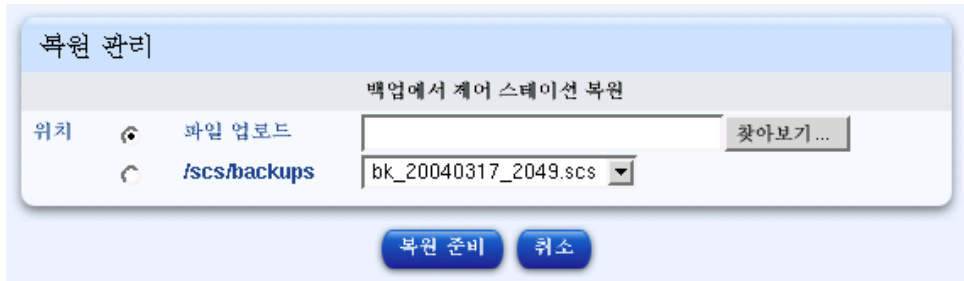 복원 관리
백업에서 제어 스테이션 복원
위치 파일 업로드 찾아보기...
/scs/backups bk_20040317_2049.scs
복원 준비 취소